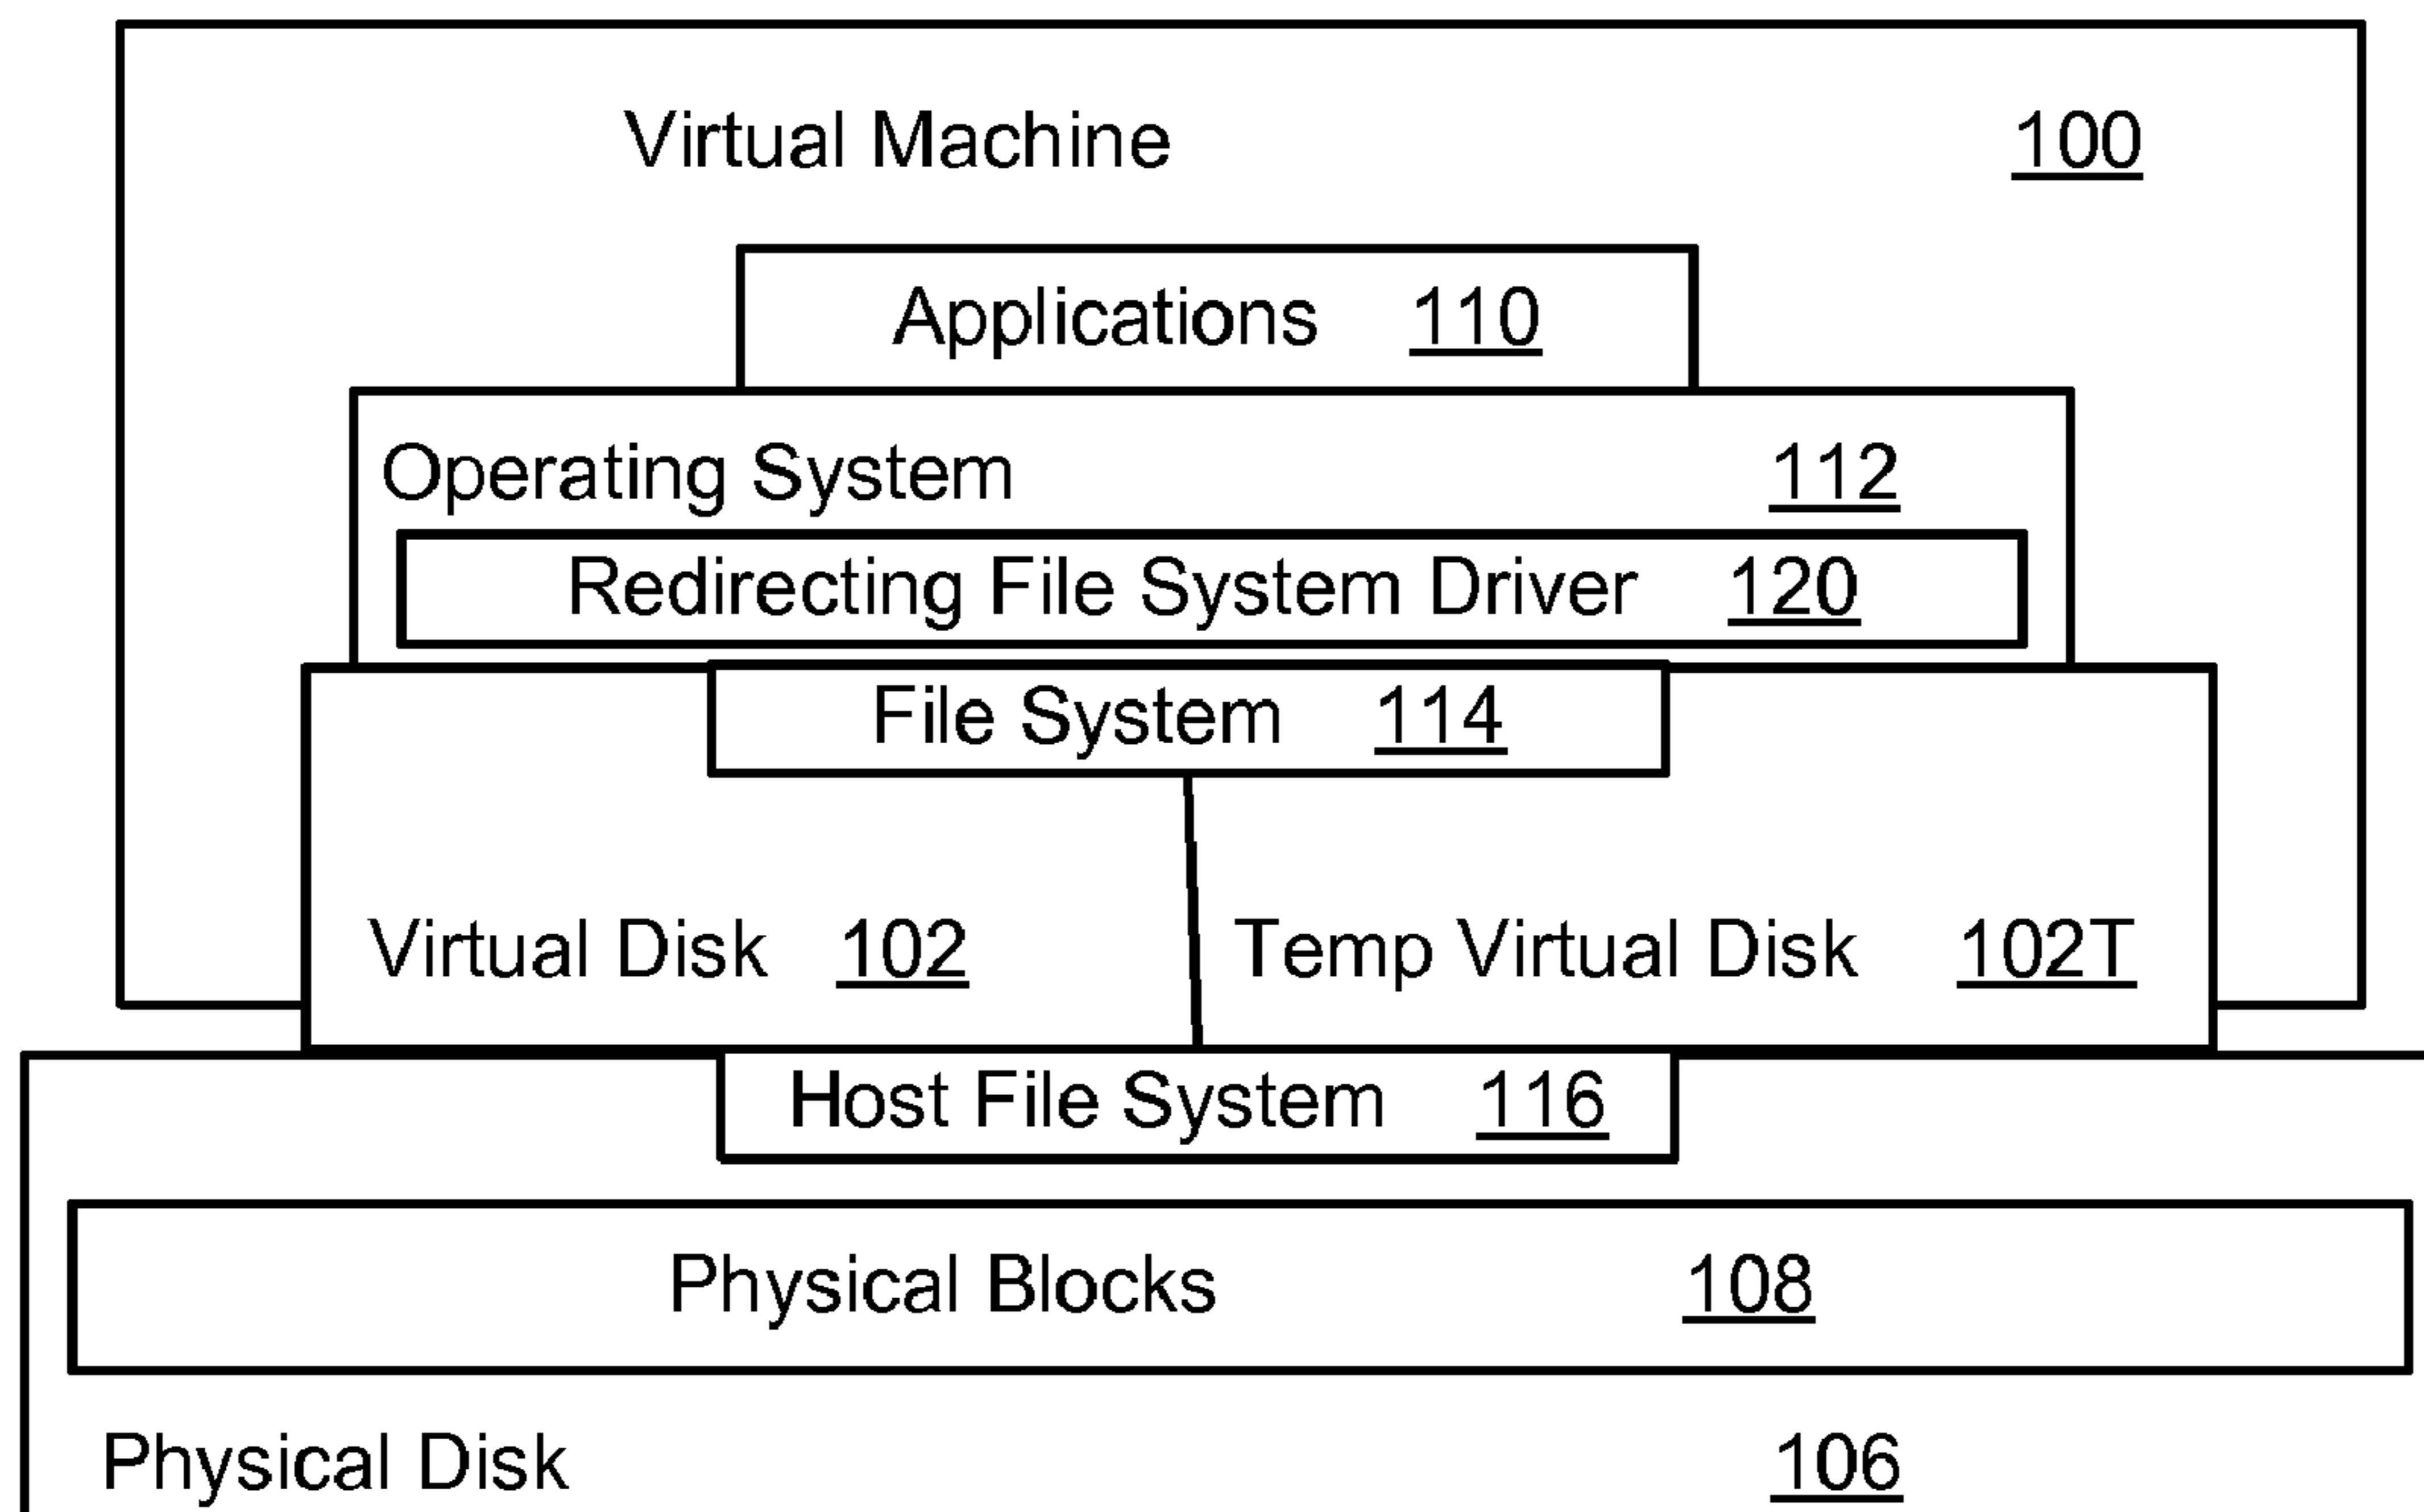 Virtual Machine 100
Applications 110
Operating System 112
Redirecting File System Driver 120
File System 114
Virtual Disk 102 Temp Virtual Disk 102T
Host File System 116
Physical Blocks 108
Physical Disk 106